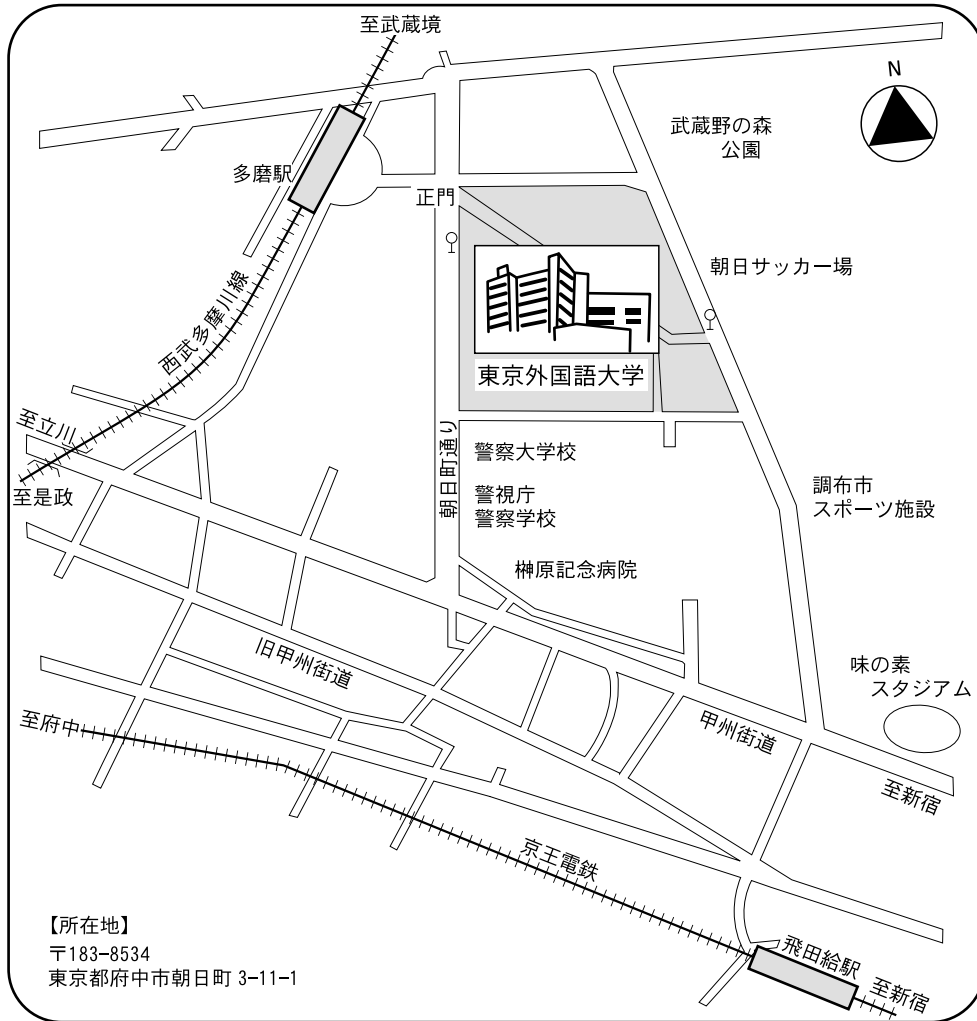 至武蔵境
N
武蔵野の森
公園
多磨駅
正門
朝日サッカー場
西武多摩川線
東京外国語大学
至立川
至是政
朝日町通り
警察大学校
警視庁
警察学校
調布市
スポーツ施設
榊原記念病院
旧甲州街道
味の素
スタジアム
至府中
甲州街道
至新宿
京王電鉄
【所在地】
〒183-8534
東京都府中市朝日町 3-11-1
飛田給駅
至新宿